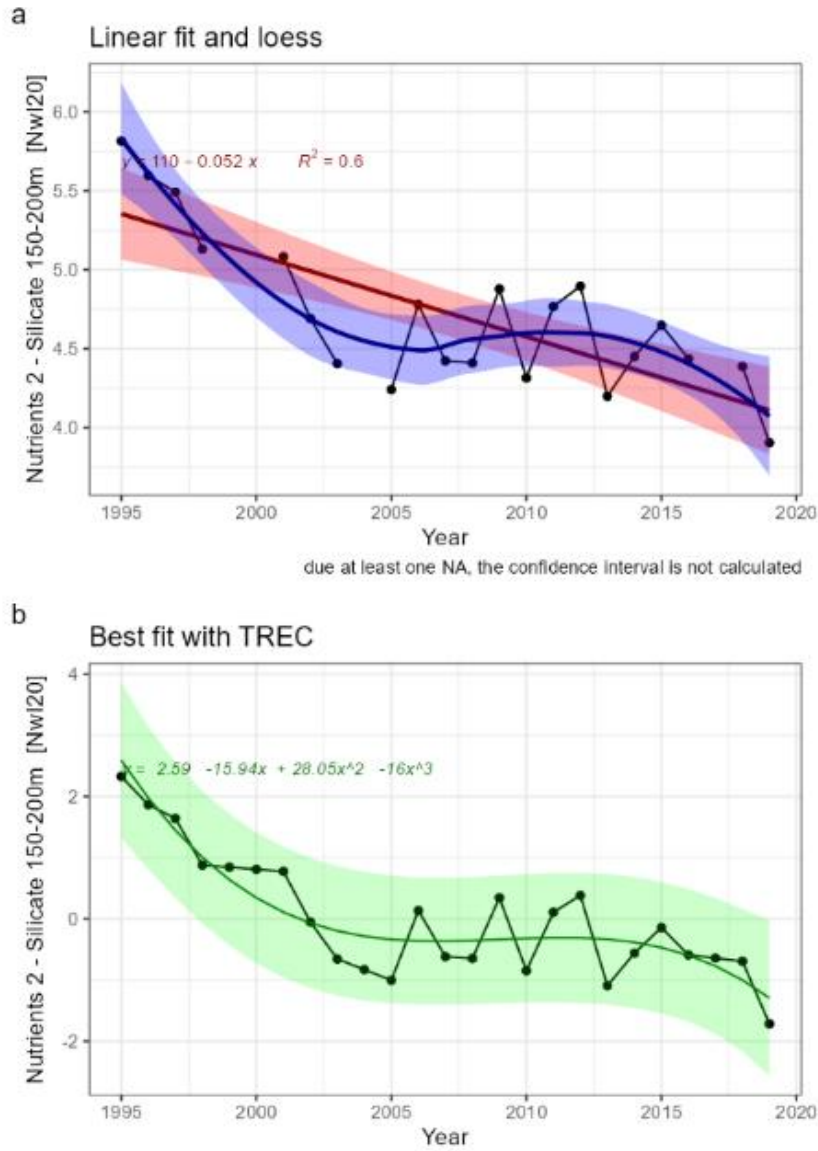 a
Linear fit and loess
Nutrients 2 - Silicate 150-200m [NwI20]
6.0
5.5
5.0
4.5
4.0
y = 110 - 0.052 x R² = 0.6
1995 2000 2005 2010 2015 2020
Year
due at least one NA, the confidence interval is not calculated
b
Best fit with TREC
Nutrients 2 - Silicate 150-200m [NwI20]
4
2
0
-2
y = 2.59 -15.94x + 28.05x^2 -16x^3
1995 2000 2005 2010 2015 2020
Year